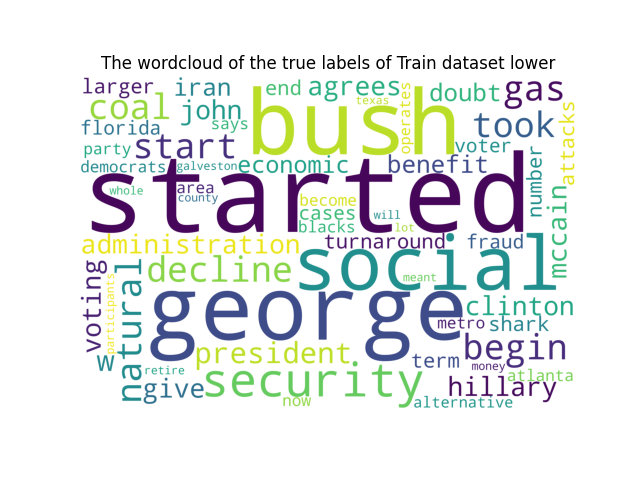 The wordcloud of the true labels of Train dataset lower
larger iran end agrees texas operates doubt gas
coal john bush took attacks
florida says start voter
party economic benefit number
democrats galveston
whole area county started become will
cases blacks lot mccain
administration turnaround fraud
voting decline social meant
participants natural george clinton
metro shark
w president term begin
retire money atlanta
give security hillary
now alternative